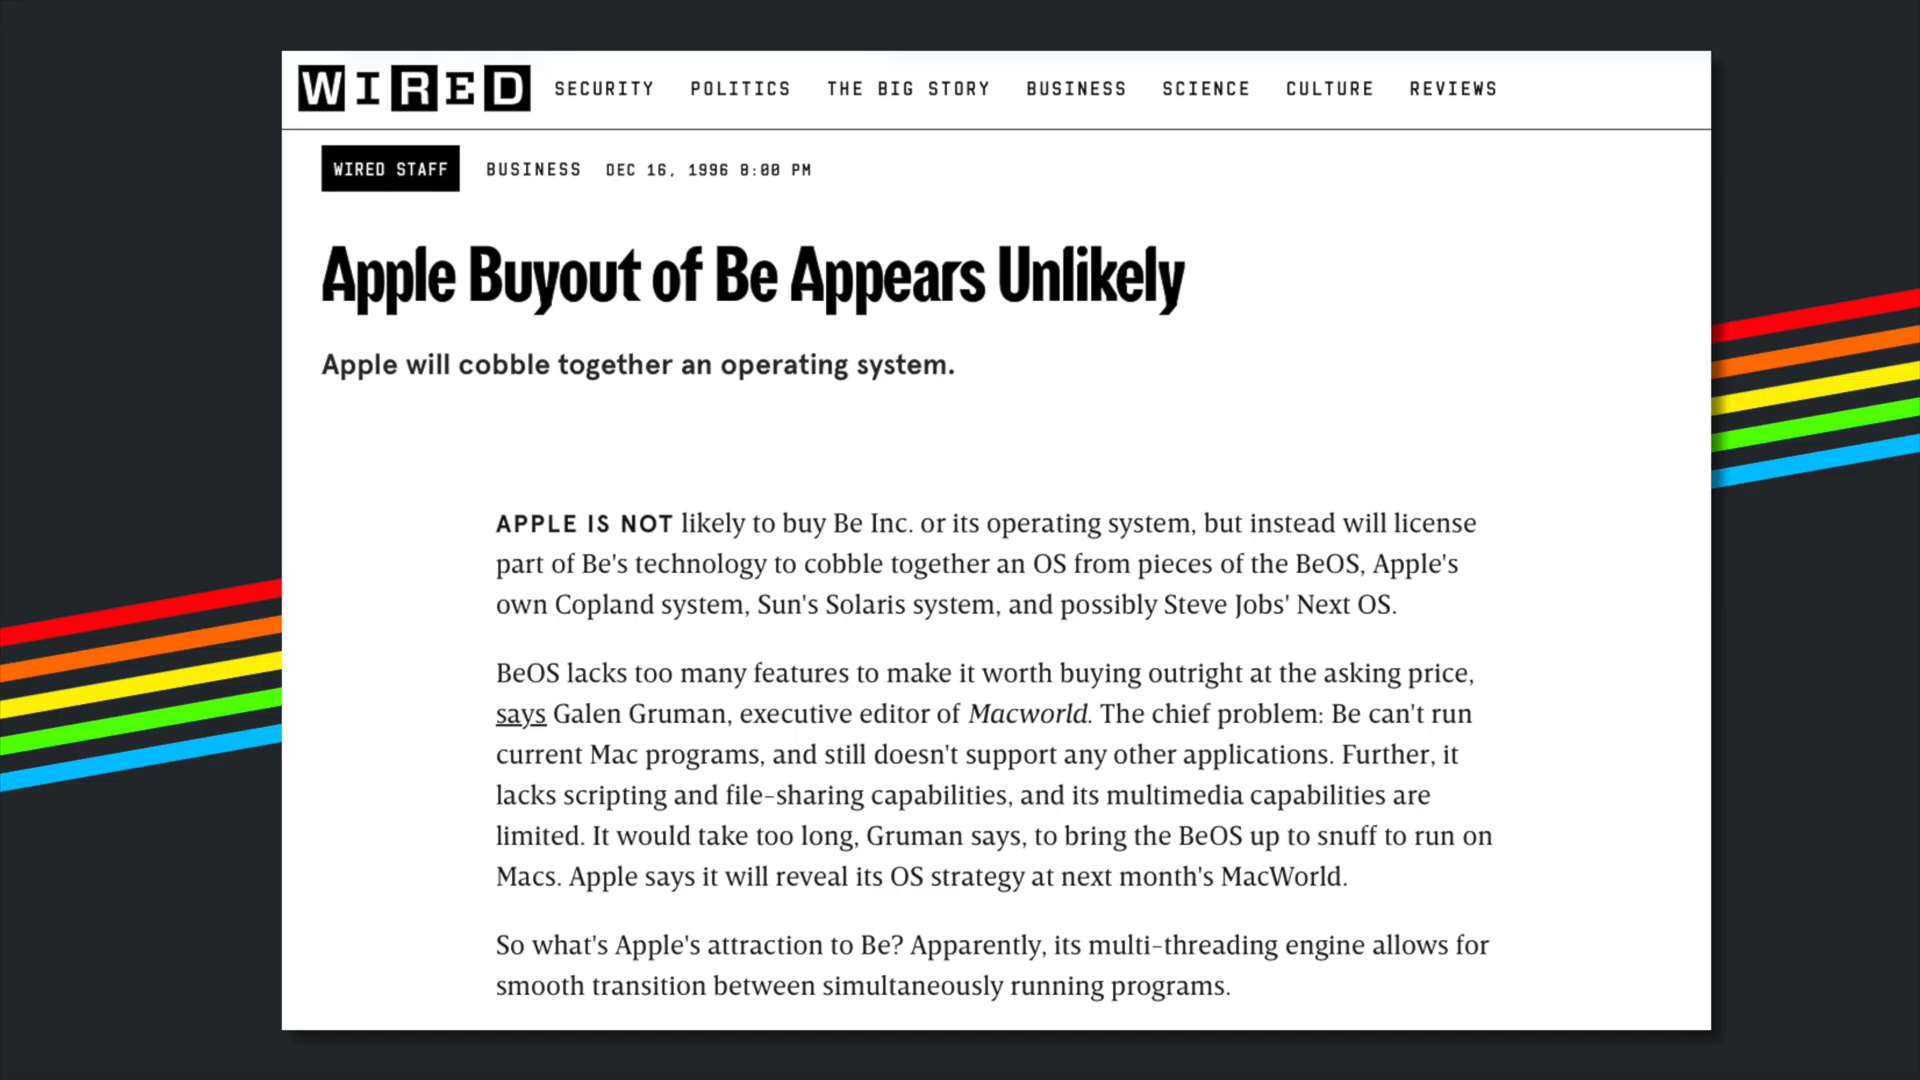 WIRED SECURITY POLITICS THE BIG STORY BUSINESS SCIENCE CULTURE REVIEWS
WIRED STAFF BUSINESS DEC 16, 1996 8:00 PM
Apple Buyout of Be Appears Unlikely
Apple will cobble together an operating system.
APPLE IS NOT likely to buy Be Inc. or its operating system, but instead will license
part of Be's technology to cobble together an OS from pieces of the BeOS, Apple's
own Copland system, Sun's Solaris system, and possibly Steve Jobs' Next OS.
BeOS lacks too many features to make it worth buying outright at the asking price,
says Galen Gruman, executive editor of Macworld. The chief problem: Be can't run
current Mac programs, and still doesn't support any other applications. Further, it
lacks scripting and file-sharing capabilities, and its multimedia capabilities are
limited. It would take too long, Gruman says, to bring the BeOS up to snuff to run on
Macs. Apple says it will reveal its OS strategy at next month's MacWorld.
So what's Apple's attraction to Be? Apparently, its multi-threading engine allows for
smooth transition between simultaneously running programs.